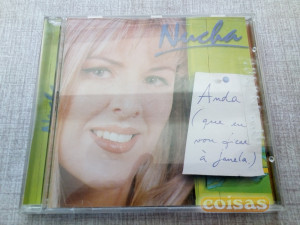 Nucha
Anda
(que eu
vou ficar
à janela)
coisas